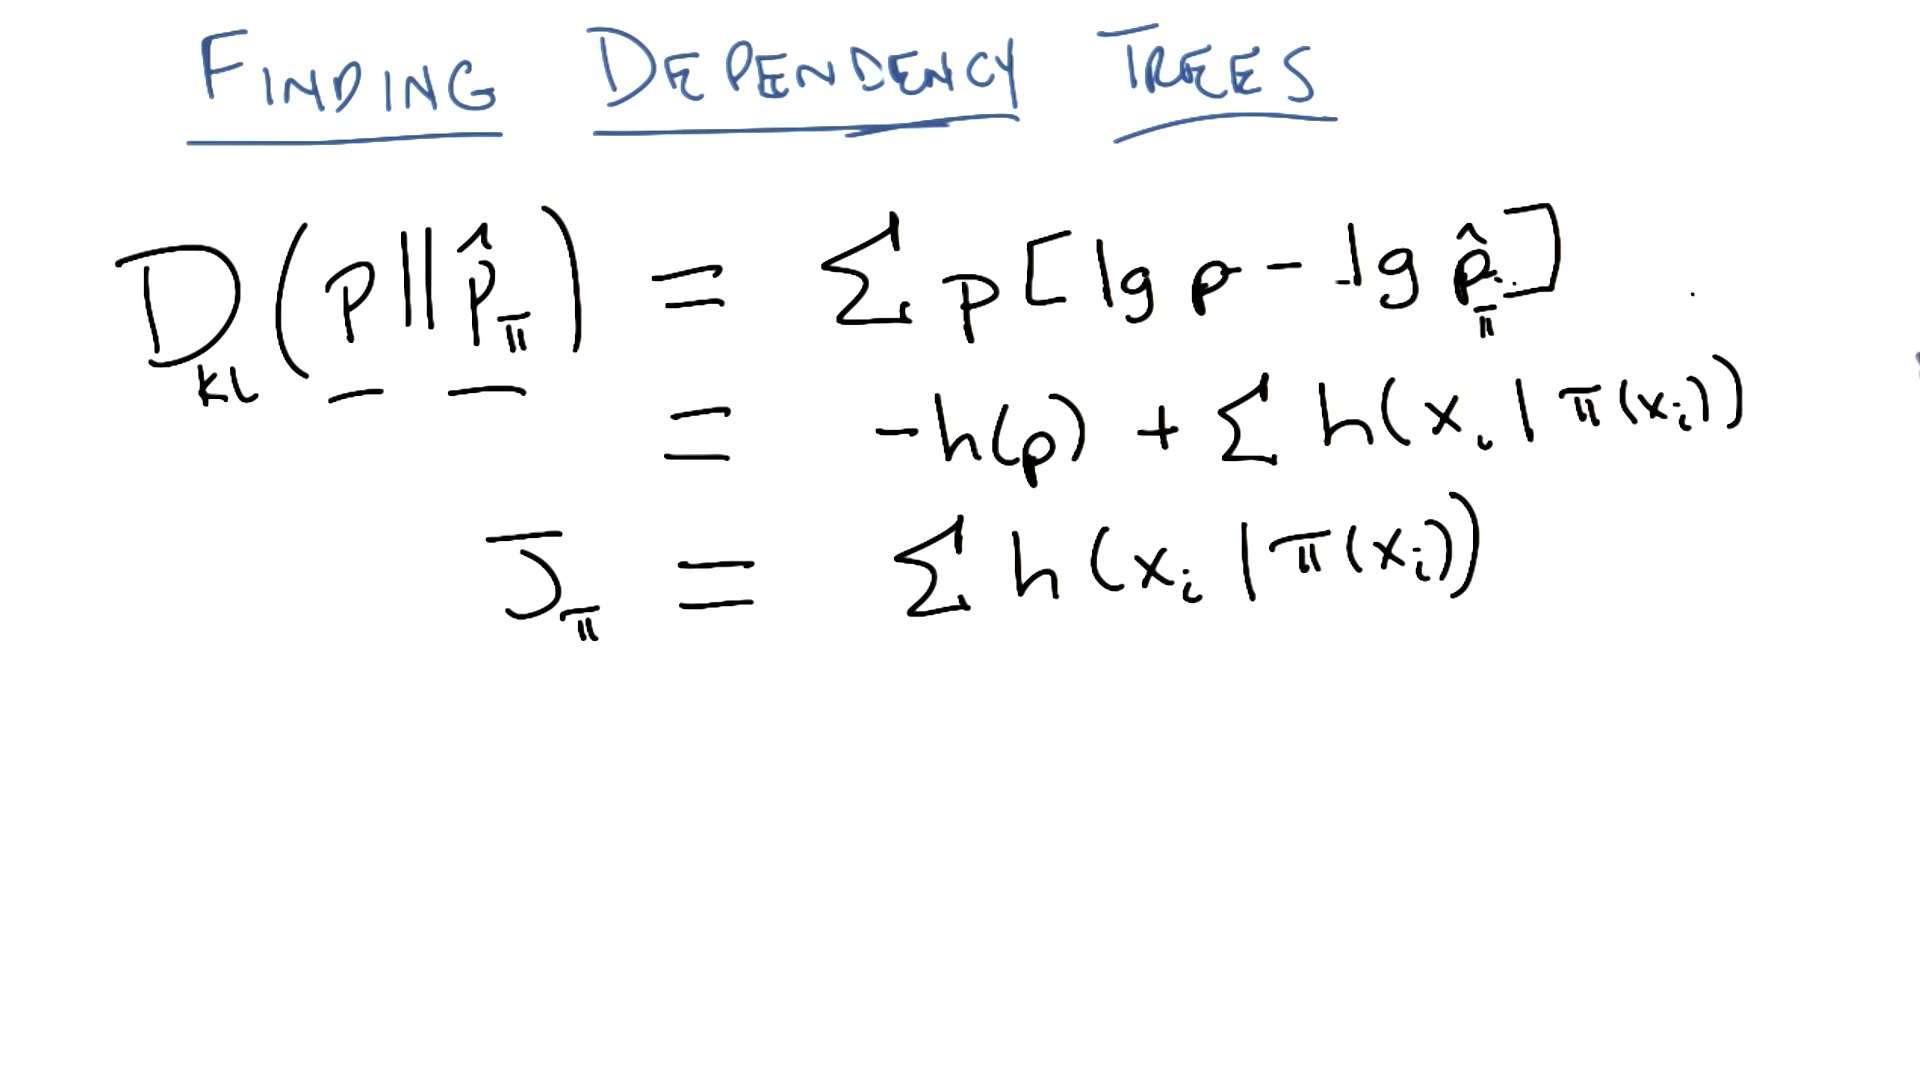 FINDING DEPENDENCY TREES
D_KL(p||p̂_π) = Σ p[lg p - lg p̂_π]
= -h(p) + Σ h(x_i | π(x_i))
J_π = Σ h(x_i | π(x_i))